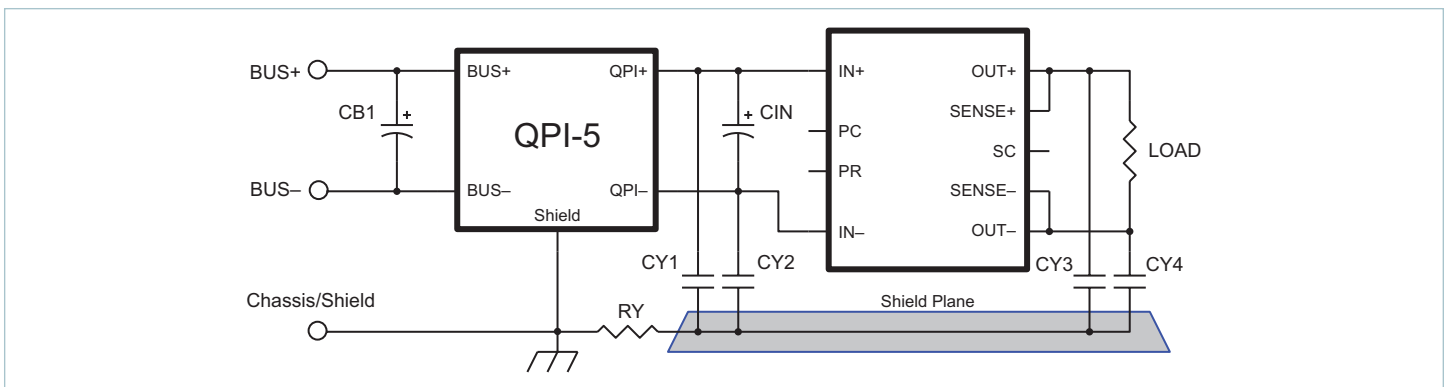 BUS+
BUS–
CB1
+
BUS+
QPI+
QPI-5
BUS–
QPI–
Shield
+
CIN
IN+
OUT+
SENSE+
PC
SC
PR
SENSE–
IN–
OUT–
LOAD
CY1
CY2
CY3
CY4
Chassis/Shield
RY
Shield Plane